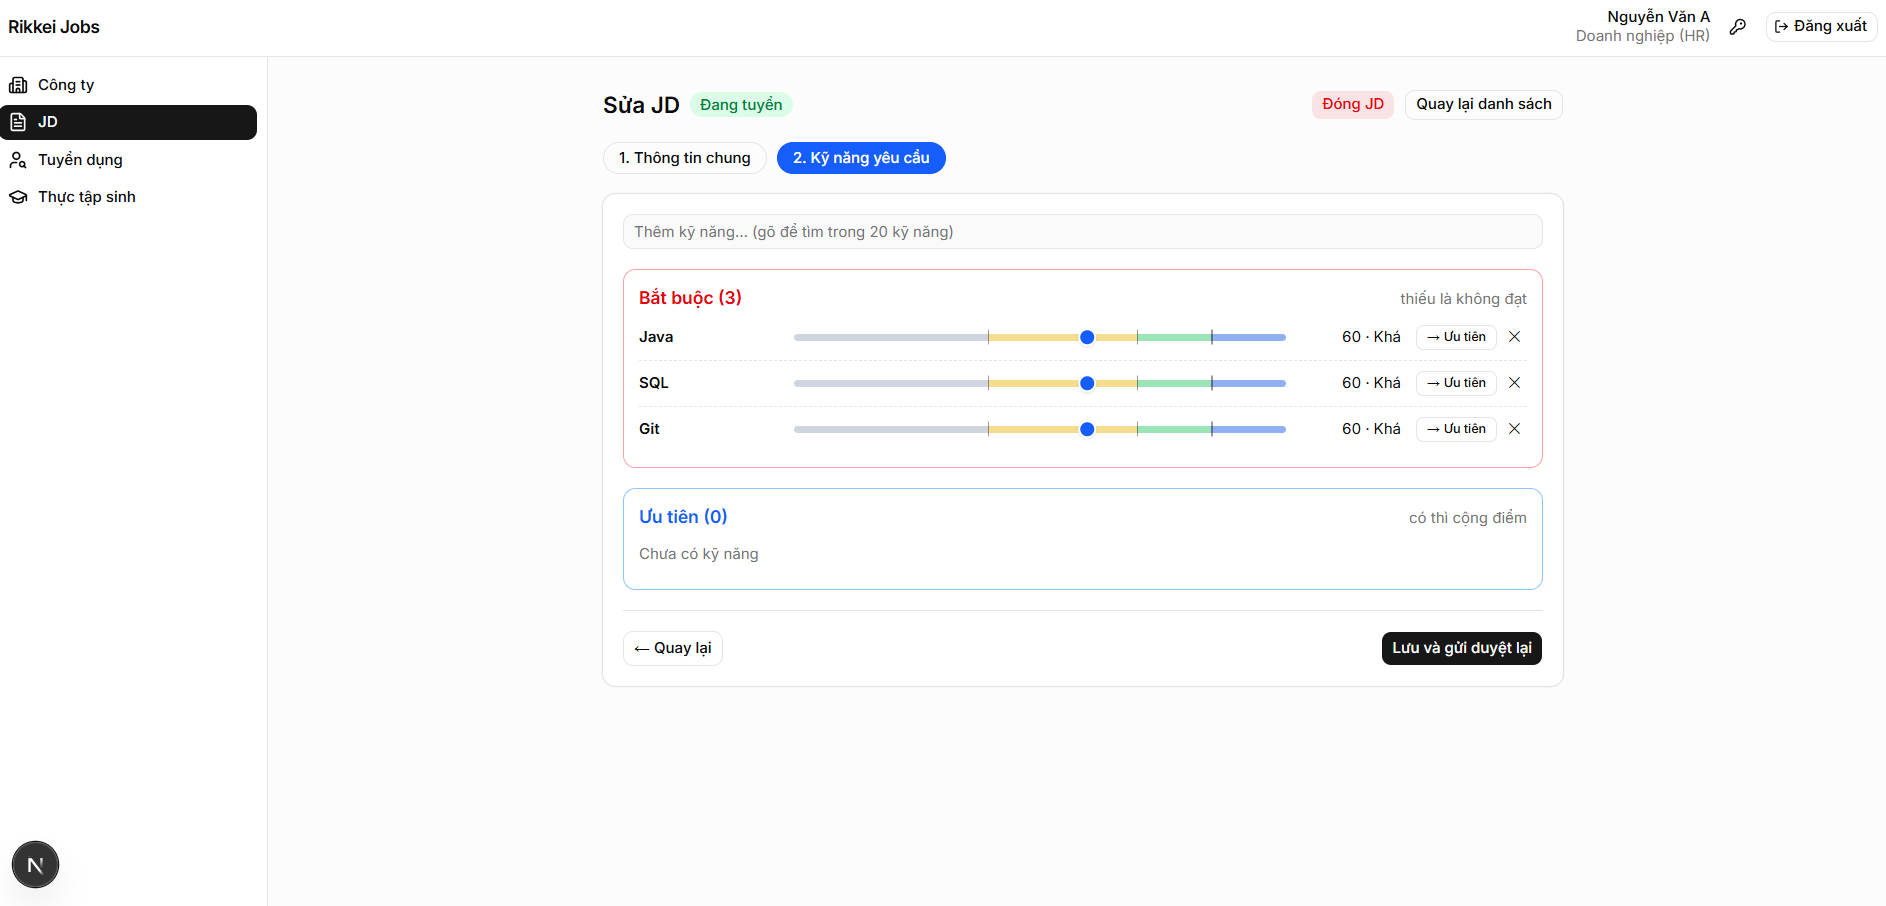 Rikkei Jobs
Nguyễn Văn A
Doanh nghiệp (HR)
Đăng xuất
Công ty
JD
Tuyển dụng
Thực tập sinh
Sửa JD
Đang tuyển
Đóng JD
Quay lại danh sách
1. Thông tin chung
2. Kỹ năng yêu cầu
Thêm kỹ năng... (gõ để tìm trong 20 kỹ năng)
Bắt buộc (3)
thiếu là không đạt
Java
60 · Khá
→ Ưu tiên
SQL
60 · Khá
→ Ưu tiên
Git
60 · Khá
→ Ưu tiên
Ưu tiên (0)
có thì cộng điểm
Chưa có kỹ năng
← Quay lại
Lưu và gửi duyệt lại
N